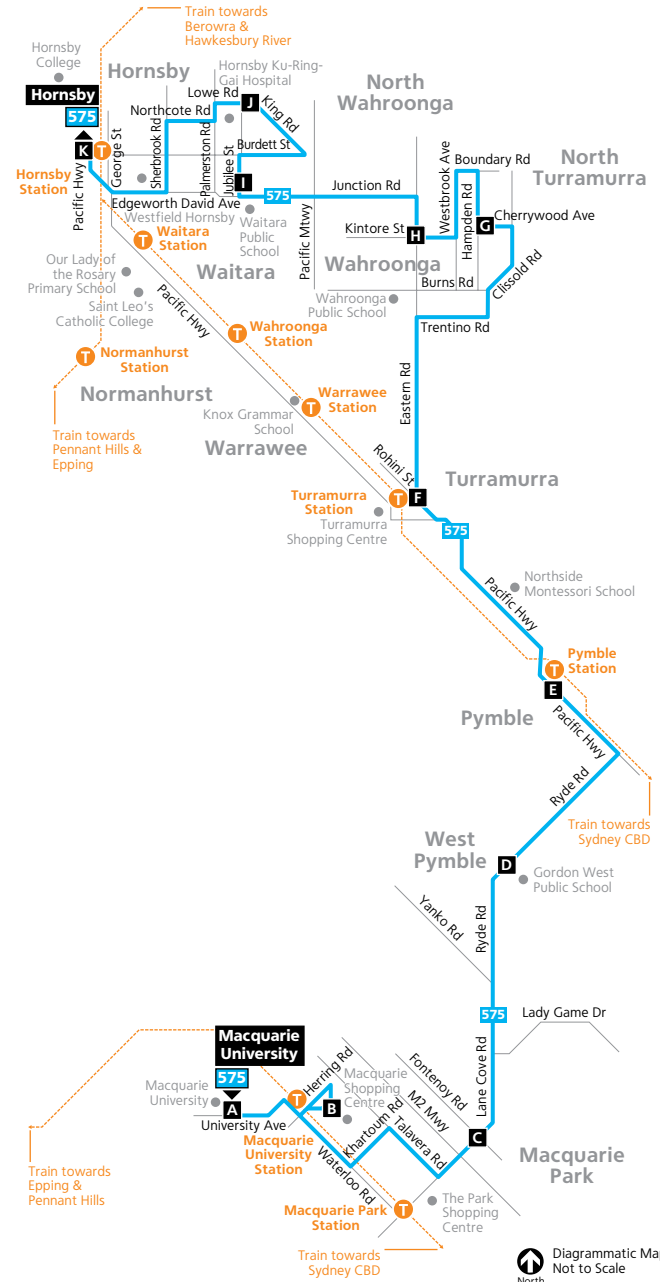 Train towards
Berowra &
Hawkesbury River
Hornsby
College
Hornsby
Hornsby Ku-Ring-
Gai Hospital
North
Wahroonga
Hornsby
575
Lowe Rd
J
King Rd
Northcote Rd
K
T
Hornsby
Station
Pacific Hwy
George St
Sherbrook Rd
Palmerston Rd
Jubilee St
Burdett St
I
575
Junction Rd
Edgeworth David Ave
Westfield Hornsby
Waitara
Public
School
Pacific Mtwy
Westbrook Ave
Boundary Rd
North
Turramurra
Hampden Rd
G
Cherrywood Ave
Kintore St
H
Clissold Rd
T
Waitara
Station
Waitara
Wahroonga
Burns Rd
Our Lady of
the Rosary
Primary School
Saint Leo's
Catholic College
Pacific Hwy
Wahroonga
Public School
Trentino Rd
T
Wahroonga
Station
T
Normanhurst
Station
Normanhurst
Eastern Rd
T
Warrawee
Station
Knox Grammar
School
Warrawee
Train towards
Pennant Hills &
Epping
Rohini St
Turramurra
Turramurra
Station
T
F
Turramurra
Shopping Centre
575
Pacific Hwy
Northside
Montessori School
T
Pymble
Station
E
Pymble
Pacific Hwy
Ryde Rd
Train towards
Sydney CBD
West
Pymble
D
Gordon West
Public School
Yanko Rd
Ryde Rd
575
Lady Game Dr
Lane Cove Rd
Macquarie
University
575
Macquarie
University
A
University Ave
T
Herring Rd
Macquarie
Shopping
Centre
B
Fontenoy Rd
M2 Mwy
Khartoum Rd
Talavera Rd
C
Macquarie
Park
Macquarie
University
Station
Waterloo Rd
Train towards
Epping &
Pennant Hills
Macquarie Park
Station
T
The Park
Shopping
Centre
Train towards
Sydney CBD
Diagrammatic Map
Not to Scale
North